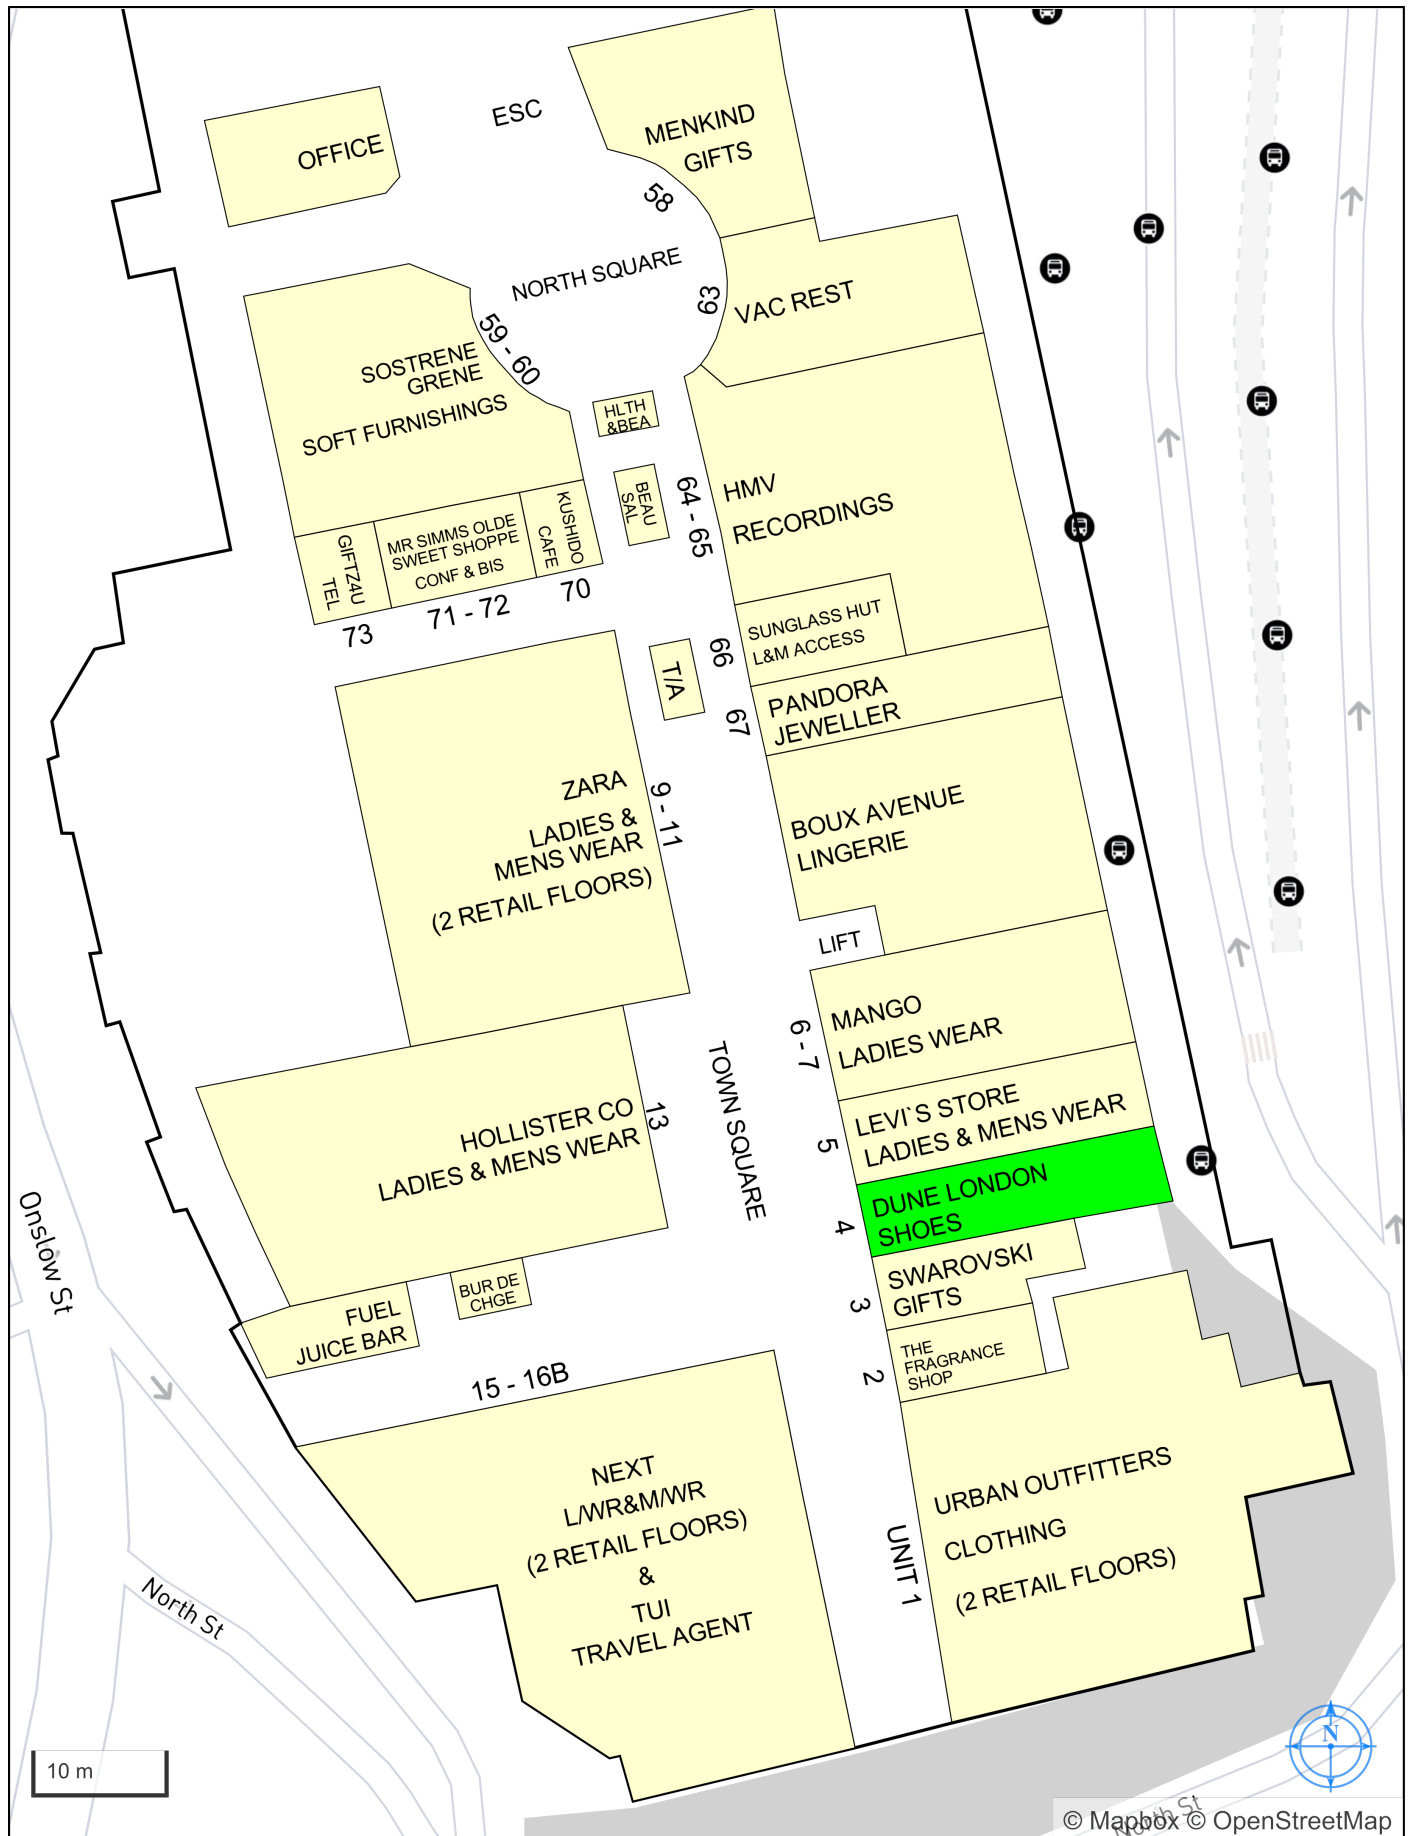 ESC
MENKIND
GIFTS
58
OFFICE
NORTH SQUARE
63
VAC REST
59 - 60
SOSTRENE
GRENE
SOFT FURNISHINGS
HLTH
&BEA
BEAU
SAL
64 - 65
HMV
RECORDINGS
GIFTZ4U
TEL
73
MR SIMMS OLDE
SWEET SHOPPE
CONF & BIS
71 - 72
KUSHIDO
CAFE
70
SUNGLASS HUT
L&M ACCESS
66
T/A
PANDORA
JEWELLER
67
ZARA
LADIES &
MENS WEAR
(2 RETAIL FLOORS)
9 - 11
BOUX AVENUE
LINGERIE
LIFT
MANGO
LADIES WEAR
6 - 7
TOWN SQUARE
HOLLISTER CO
LADIES & MENS WEAR
13
LEVI`S STORE
LADIES & MENS WEAR
5
DUNE LONDON
SHOES
4
SWAROVSKI
GIFTS
3
THE
FRAGRANCE
SHOP
2
BUR DE
CHGE
FUEL
JUICE BAR
15 - 16B
NEXT
L/WR&M/WR
(2 RETAIL FLOORS)
&
TUI
TRAVEL AGENT
UNIT 1
URBAN OUTFITTERS
CLOTHING
(2 RETAIL FLOORS)
Onslow St
North St
10 m
N
North St
© Mapbox © OpenStreetMap